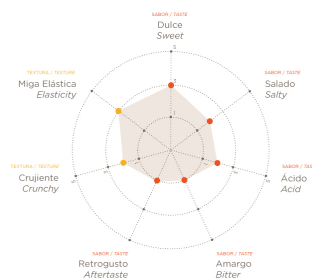 SABOR / TASTE
Dulce
Sweet
TEXTURA / TEXTURE
Miga Elástica
Elasticity
SABOR / TASTE
Salado
Salty
TEXTURA / TEXTURE
Crujiente
Crunchy
SABOR / TASTE
Ácido
Acid
SABOR / TASTE
Retrogusto
Aftertaste
SABOR / TASTE
Amargo
Bitter